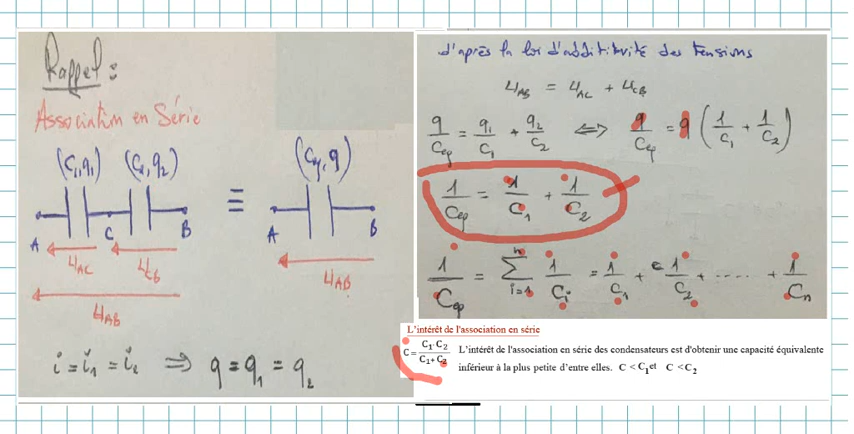 Rappel :
Association en Série
(C₁,q₁) (C₂,q₂) (Céq,q)
A C B ≡ A B
u_AC u_CB u_AB
u_AB
i = i₁ = i₂ ⟹ q = q₁ = q₂
d'après la loi d'additivité des tensions
u_AB = u_AC + u_CB
q/Céq = q₁/C₁ + q₂/C₂ ⟺ q/Céq = q (1/C₁ + 1/C₂)
1/Céq = 1/C₁ + 1/C₂
1/Céq = ∑ⁿᵢ₌₁ 1/Cᵢ = 1/C₁ + 1/C₂ + ..... + 1/Cₙ
L'intérêt de l'association en série
C = C₁·C₂/C₁+C₂ L'intérêt de l'association en série des condensateurs est d'obtenir une capacité équivalente
inférieur à la plus petite d'entre elles. C < C₁et C < C₂